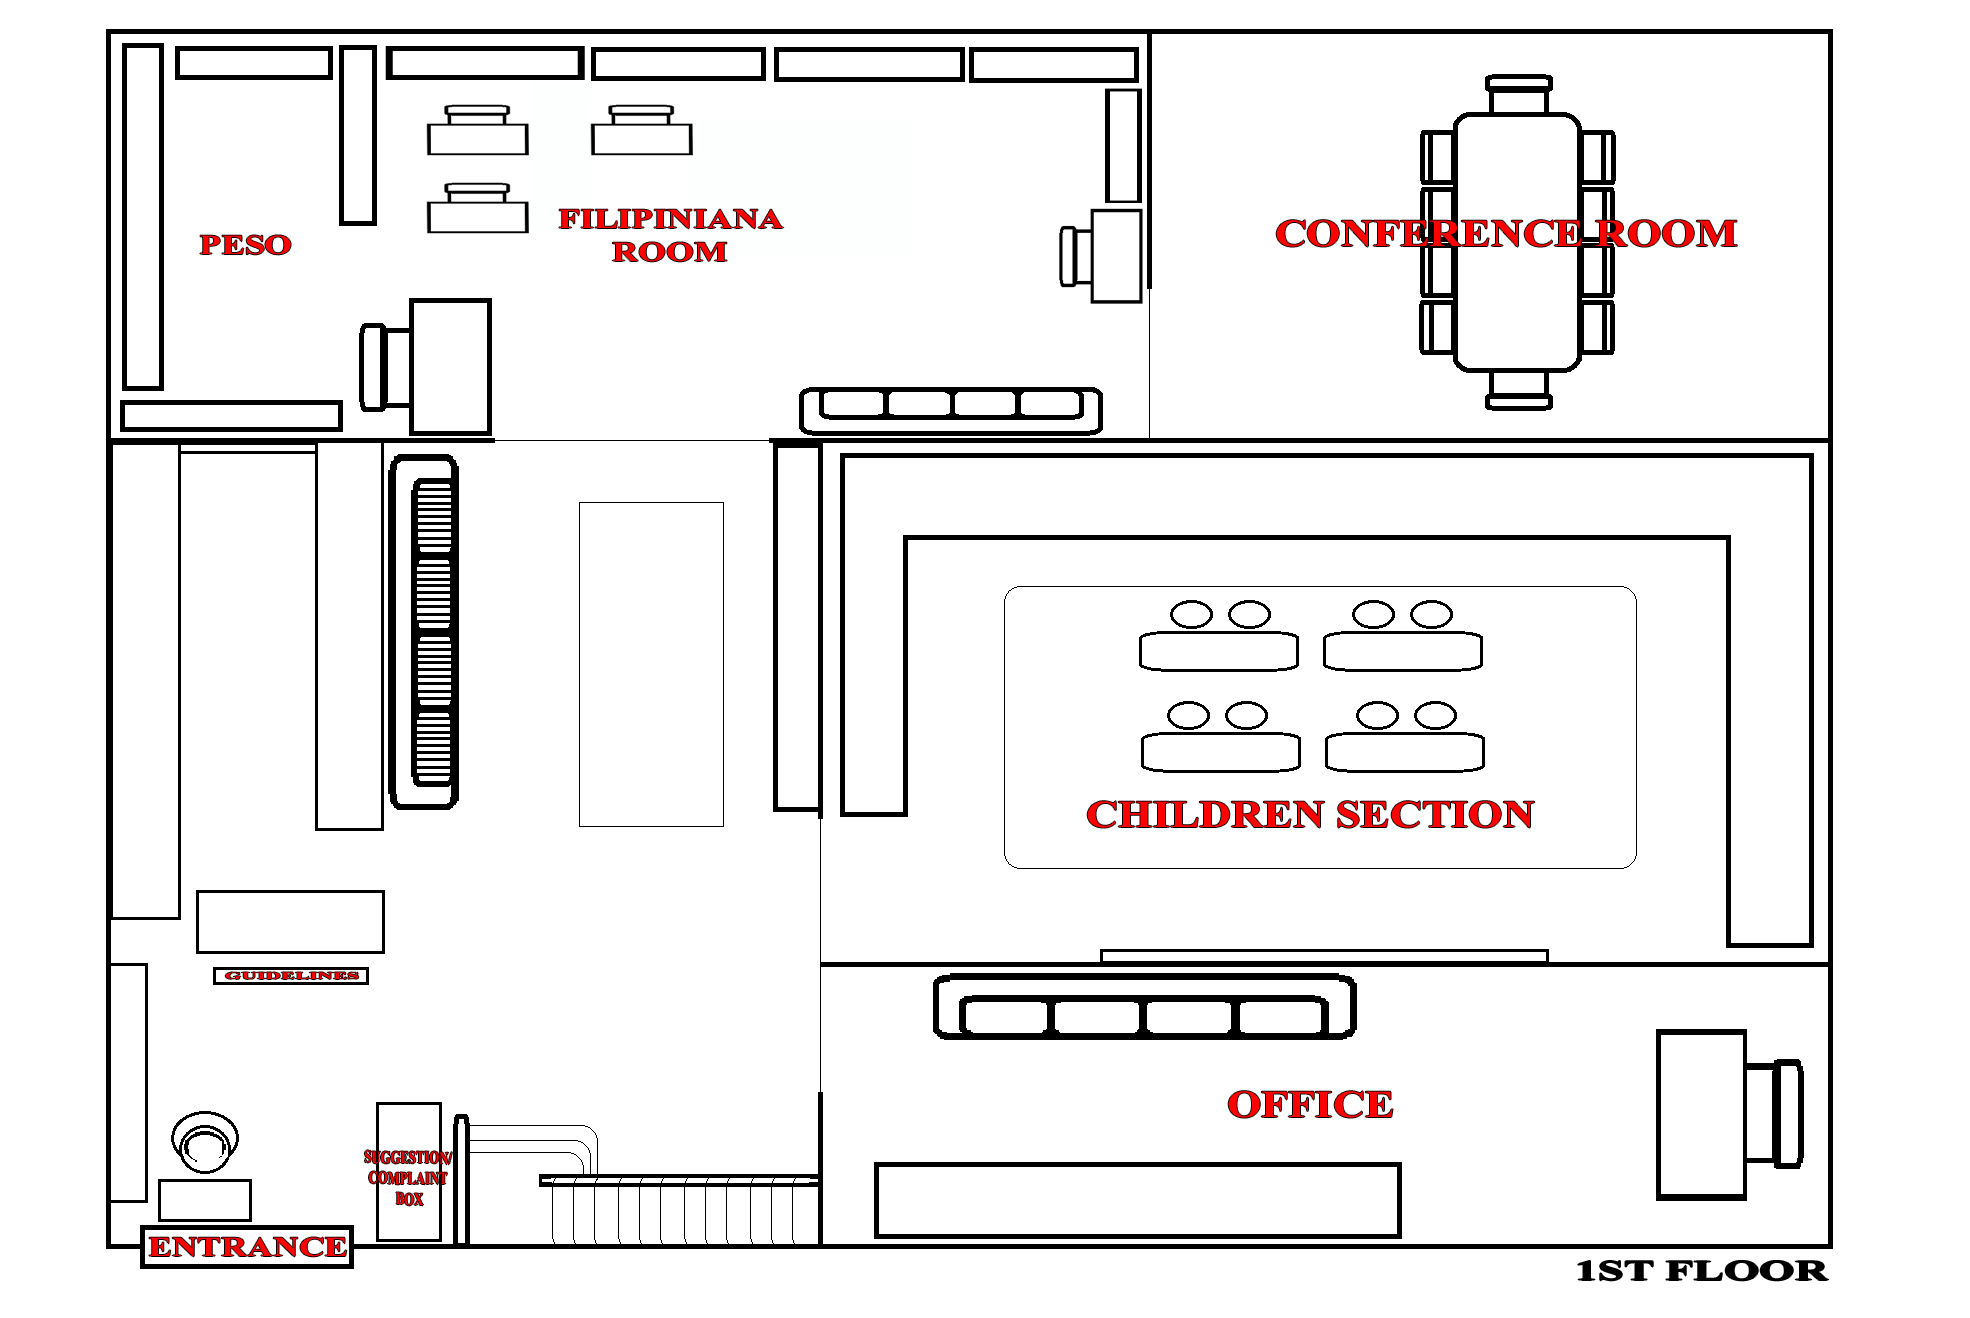 PESO
FILIPINIANA
ROOM
CONFERENCE ROOM
CHILDREN SECTION
GUIDELINES
OFFICE
SUGGESTION/
COMPLAINT
BOX
ENTRANCE
1ST FLOOR